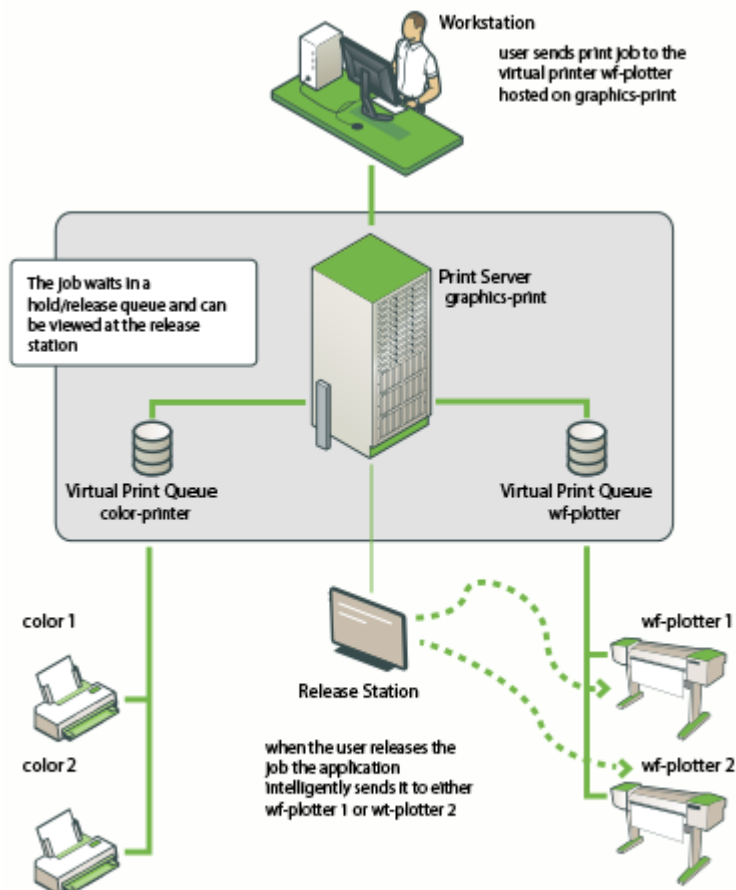 Workstation
user sends print job to the
virtual printer wf-plotter
hosted on graphics-print
The job waits in a
hold/release queue and can
be viewed at the release
station
Print Server
graphics-print
Virtual Print Queue
color-printer
Virtual Print Queue
wf-plotter
color 1
wf-plotter 1
Release Station
color 2
when the user releases the
job the application
intelligently sends it to either
wf-plotter 1 or wt-plotter 2
wf-plotter 2